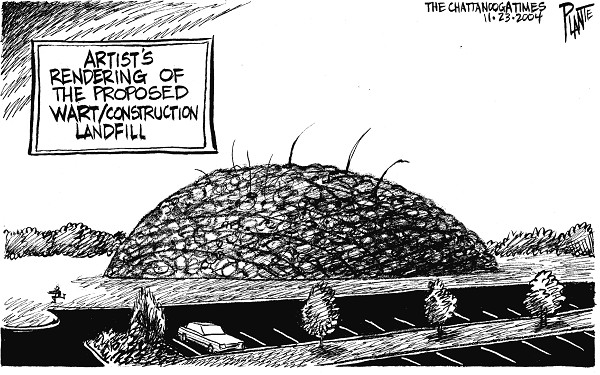 THE CHATTANOOGA TIMES
11.23.2004
PLANTE
ARTIST'S
RENDERING OF
THE PROPOSED
WART/CONSTRUCTION
LANDFILL